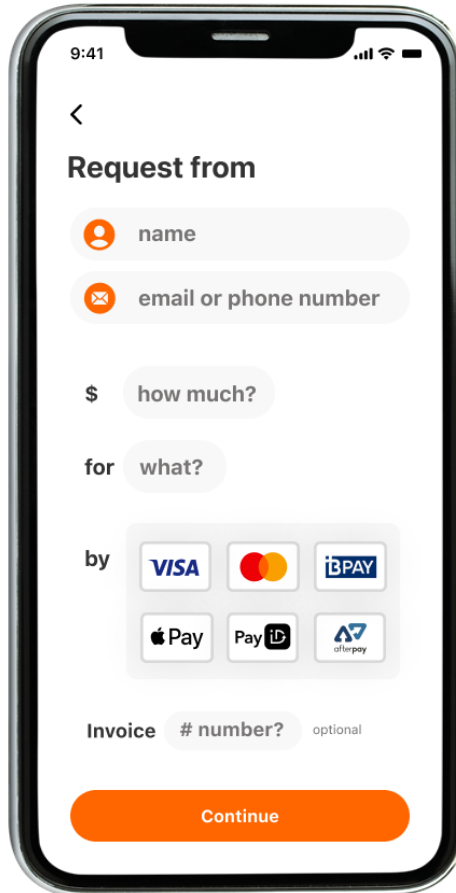 9:41
Request from
name
email or phone number
$ how much?
for what?
by VISA BPAY
Pay Pay iD afterpay
Invoice # number? optional
Continue